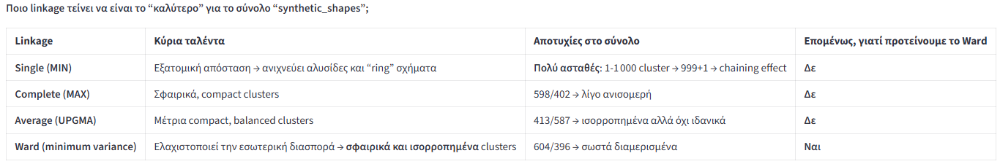 Ποιο linkage τείνει να είναι το “καλύτερο” για το σύνολο “synthetic_shapes”;
Linkage Κύρια ταλέντα Αποτυχίες στο σύνολο Επομένως, γιατί προτείνουμε το Ward
Single (MIN) Εξατομική απόσταση → ανιχνεύει αλυσίδες και “ring” σχήματα Πολύ ασταθές: 1-1 000 cluster → 999+1 → chaining effect Δε
Complete (MAX) Σφαιρικά, compact clusters 598/402 → λίγο ανισομερή Δε
Average (UPGMA) Μέτρια compact, balanced clusters 413/587 → ισορροπημένα αλλά όχι ιδανικά Δε
Ward (minimum variance) Ελαχιστοποιεί την εσωτερική διασπορά → σφαιρικά και ισορροπημένα clusters 604/396 → σωστά διαμερισμένα Ναι